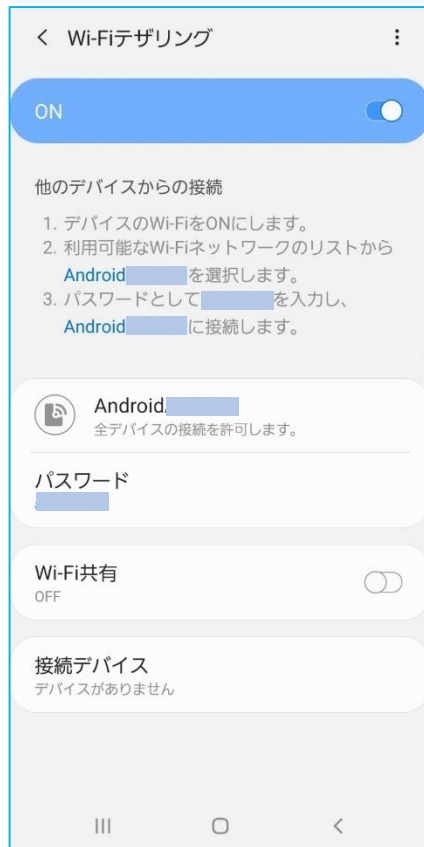 Wi-Fiテザリング
ON
他のデバイスからの接続
1. デバイスのWi-FiをONにします。
2. 利用可能なWi-Fiネットワークのリストから
Android を選択します。
3. パスワードとして を入力し、
Android に接続します。
Android
全デバイスの接続を許可します。
パスワード
Wi-Fi共有
OFF
接続デバイス
デバイスがありません